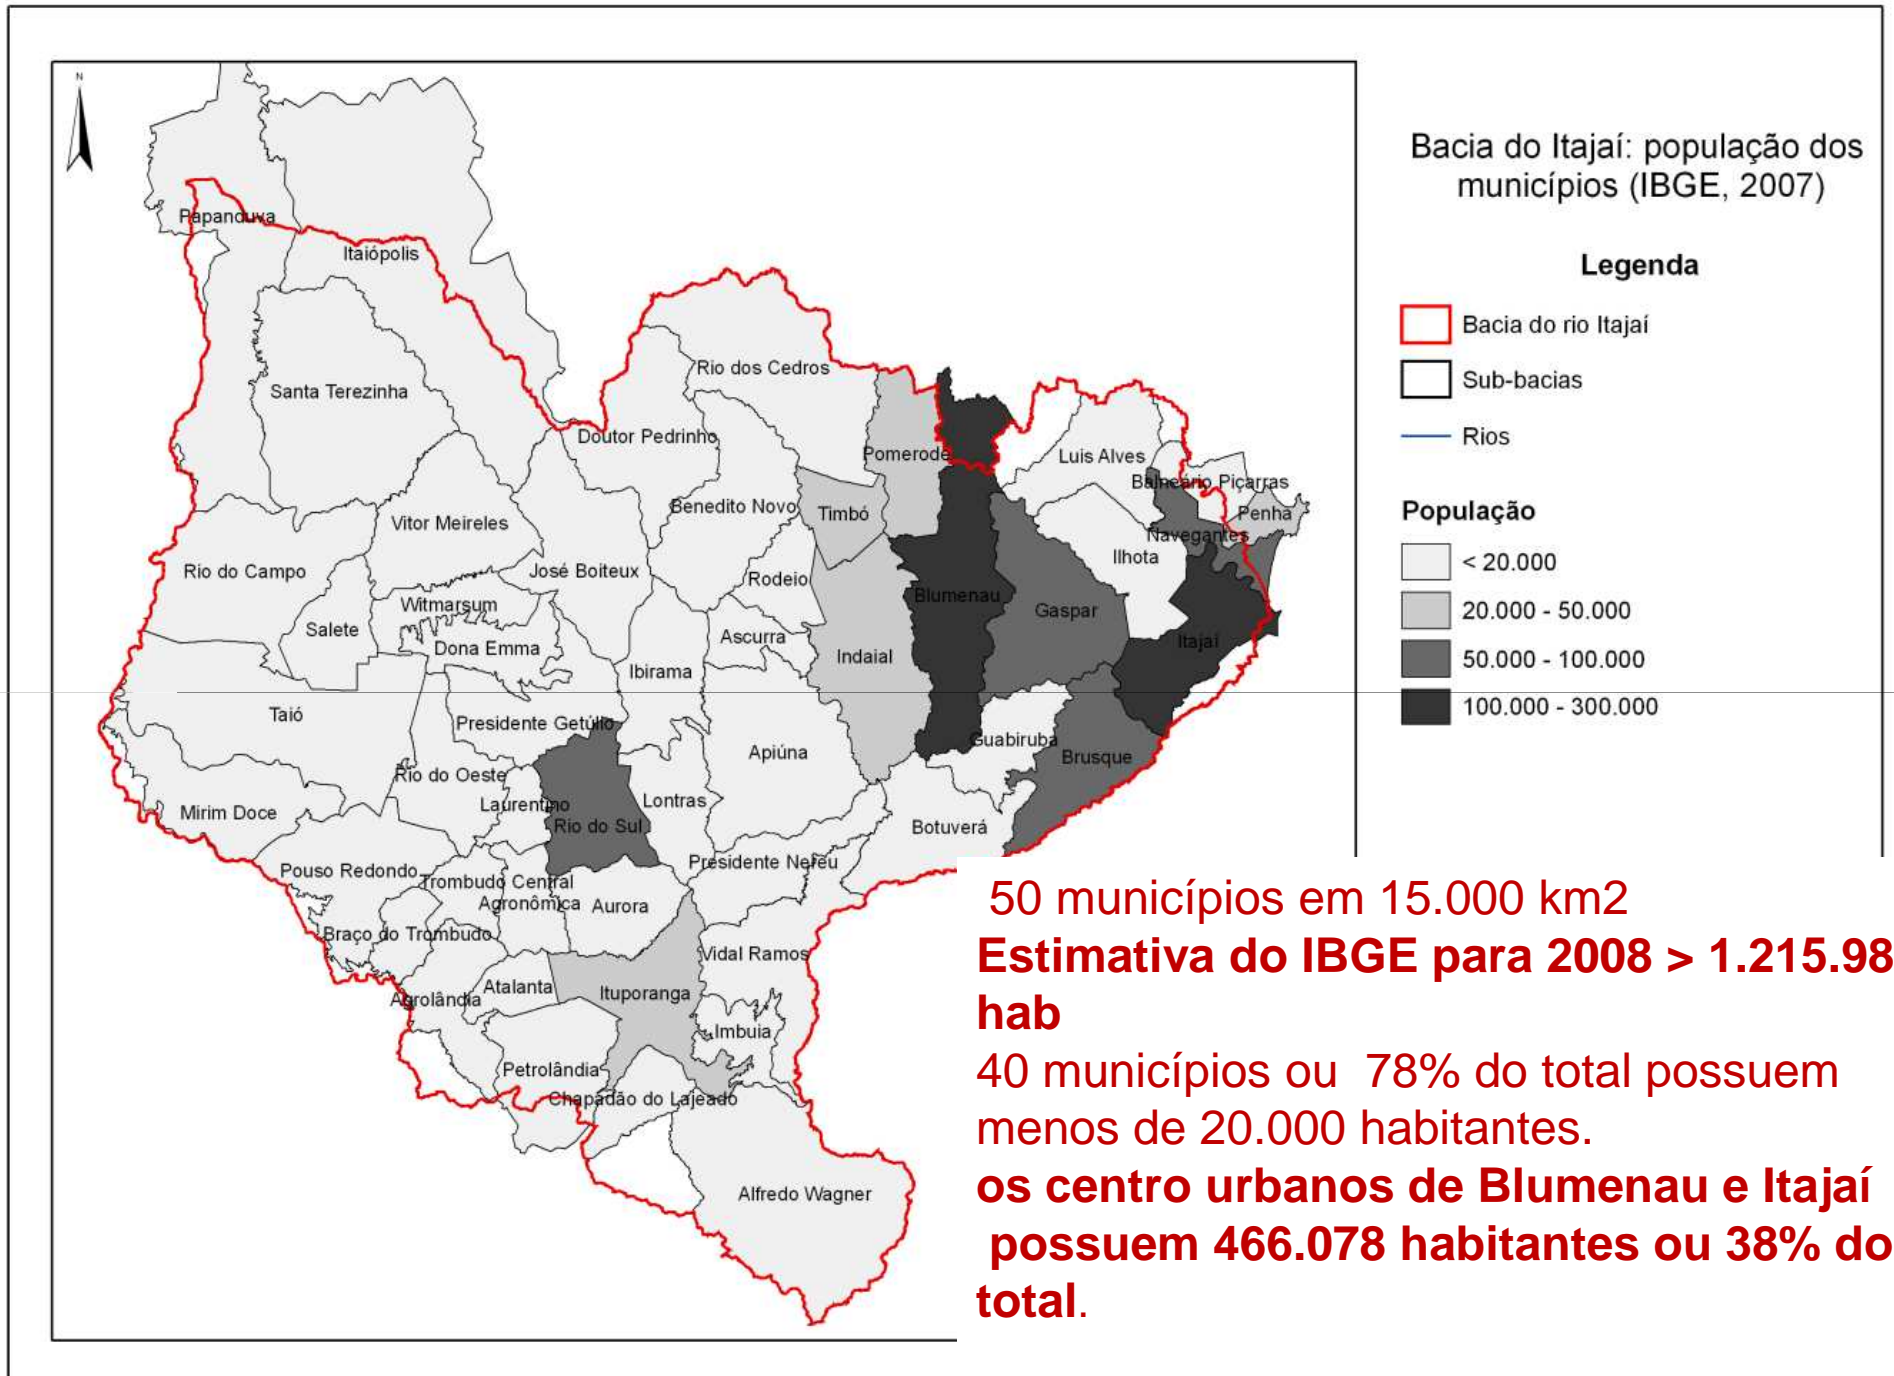 N
Papanduva
Itaiópolis
Santa Terezinha
Rio dos Cedros
Doutor Pedrinho
Pomerode
Luis Alves
Balneário Piçarras
Benedito Novo
Timbó
Penha
Vitor Meireles
Navegantes
Ilhota
Rio do Campo
José Boiteux
Rodeio
Blumenau
Gaspar
Witmarsum
Salete
Ascurra
Itajaí
Dona Emma
Indaial
Ibirama
Taió
Presidente Getúlio
Guabiruba
Apiúna
Brusque
Rio do Oeste
Laurentino
Lontras
Mirim Doce
Rio do Sul
Botuverá
Presidente Nereu
Pouso Redondo
Trombudo Central
Agronômica
Aurora
Braço do Trombudo
Vidal Ramos
Atalanta
Ituporanga
Agrolândia
Imbuia
Petrolândia
Chapadão do Lajeado
Alfredo Wagner
Bacia do Itajaí: população dos
municípios (IBGE, 2007)
Legenda
Bacia do rio Itajaí
Sub-bacias
Rios
População
< 20.000
20.000 - 50.000
50.000 - 100.000
100.000 - 300.000
50 municípios em 15.000 km2
Estimativa do IBGE para 2008 > 1.215.98
hab
40 municípios ou 78% do total possuem
menos de 20.000 habitantes.
os centro urbanos de Blumenau e Itajaí
possuem 466.078 habitantes ou 38% do
total.